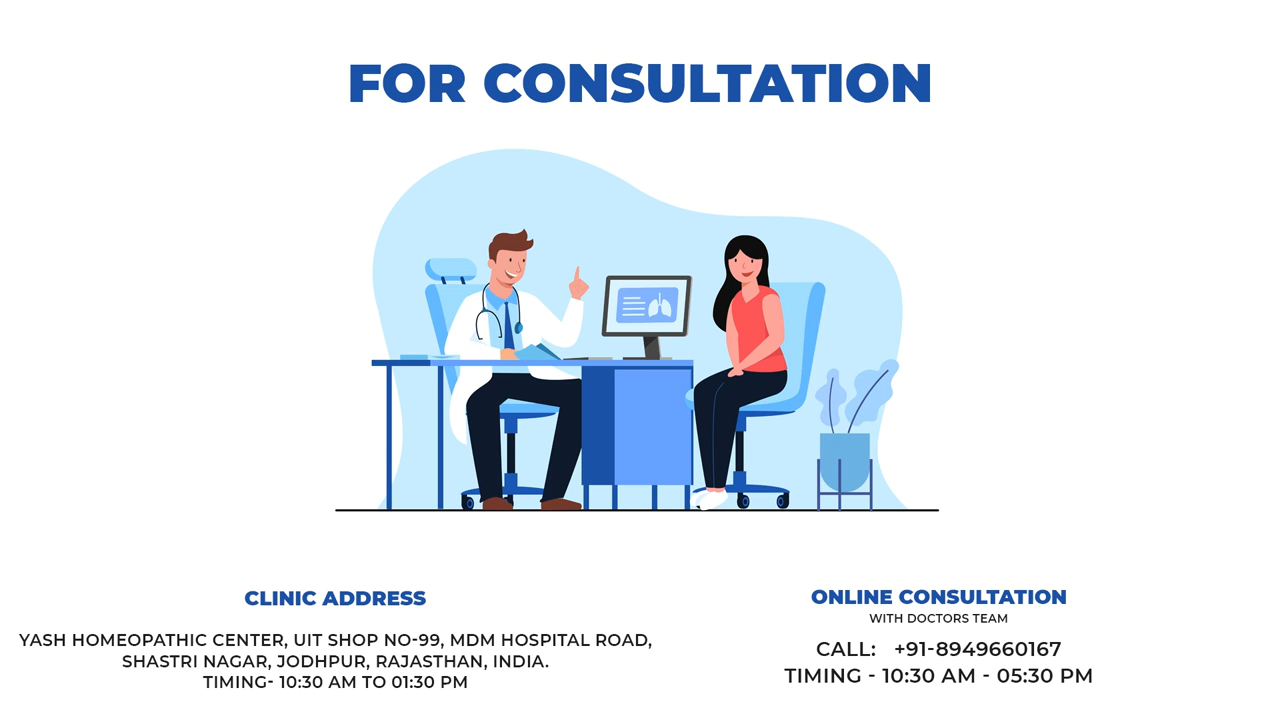 FOR CONSULTATION
CLINIC ADDRESS
YASH HOMEOPATHIC CENTER, UIT SHOP NO-99, MDM HOSPITAL ROAD,
SHASTRI NAGAR, JODHPUR, RAJASTHAN, INDIA.
TIMING- 10:30 AM TO 01:30 PM
ONLINE CONSULTATION
WITH DOCTORS TEAM
CALL: +91-8949660167
TIMING - 10:30 AM - 05:30 PM